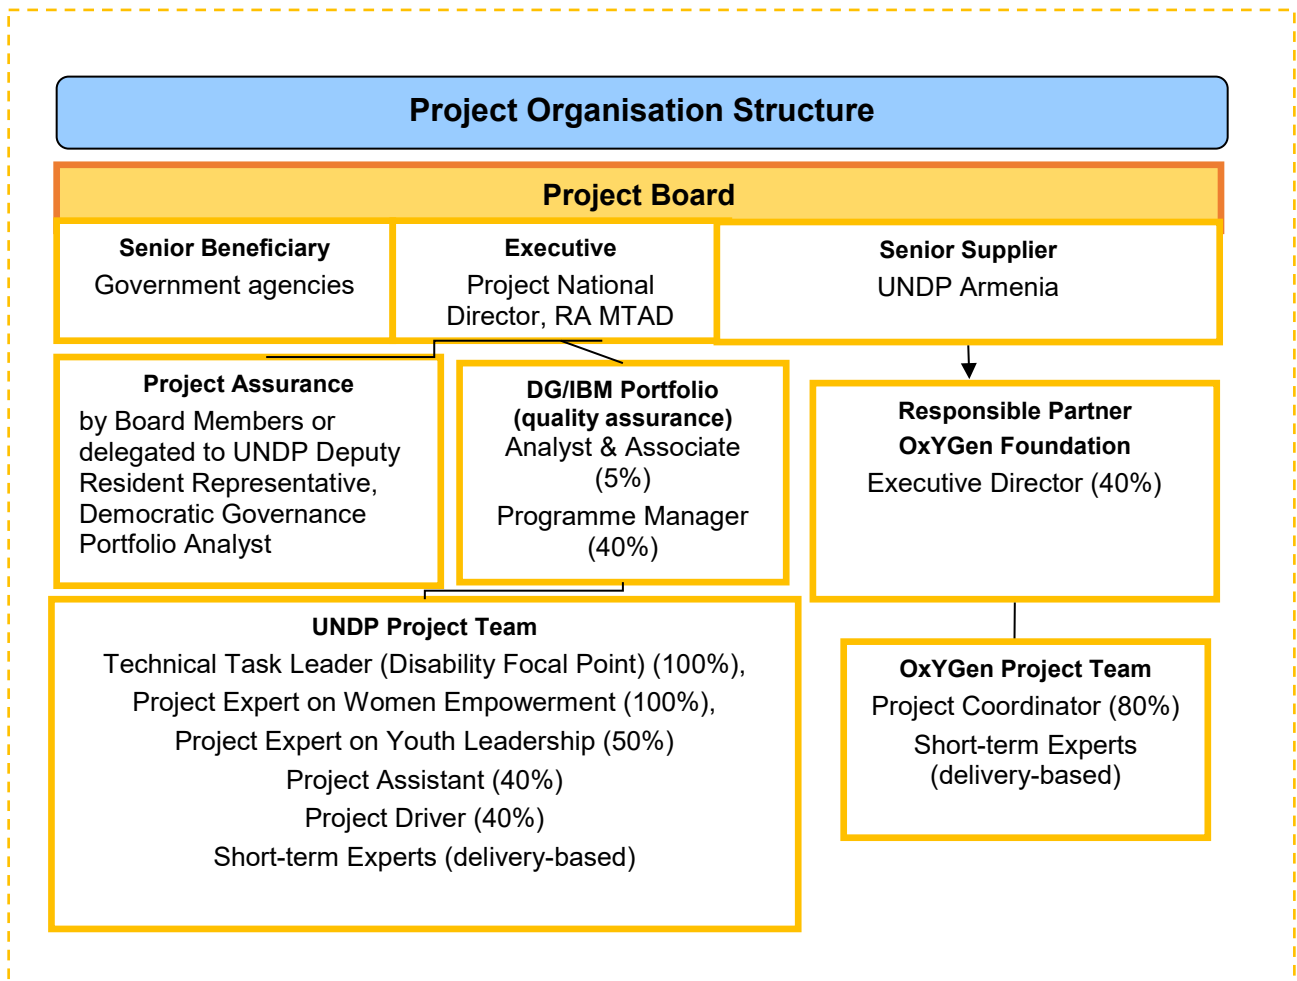 Project Organisation Structure
Project Board
Senior Beneficiary
Government agencies
Executive
Project National
Director, RA MTAD
Senior Supplier
UNDP Armenia
Project Assurance
by Board Members or
delegated to UNDP Deputy
Resident Representative,
Democratic Governance
Portfolio Analyst
DG/IBM Portfolio
(quality assurance)
Analyst & Associate
(5%)
Programme Manager
(40%)
Responsible Partner
OxYGen Foundation
Executive Director (40%)
UNDP Project Team
Technical Task Leader (Disability Focal Point) (100%),
Project Expert on Women Empowerment (100%),
Project Expert on Youth Leadership (50%)
Project Assistant (40%)
Project Driver (40%)
Short-term Experts (delivery-based)
OxYGen Project Team
Project Coordinator (80%)
Short-term Experts
(delivery-based)